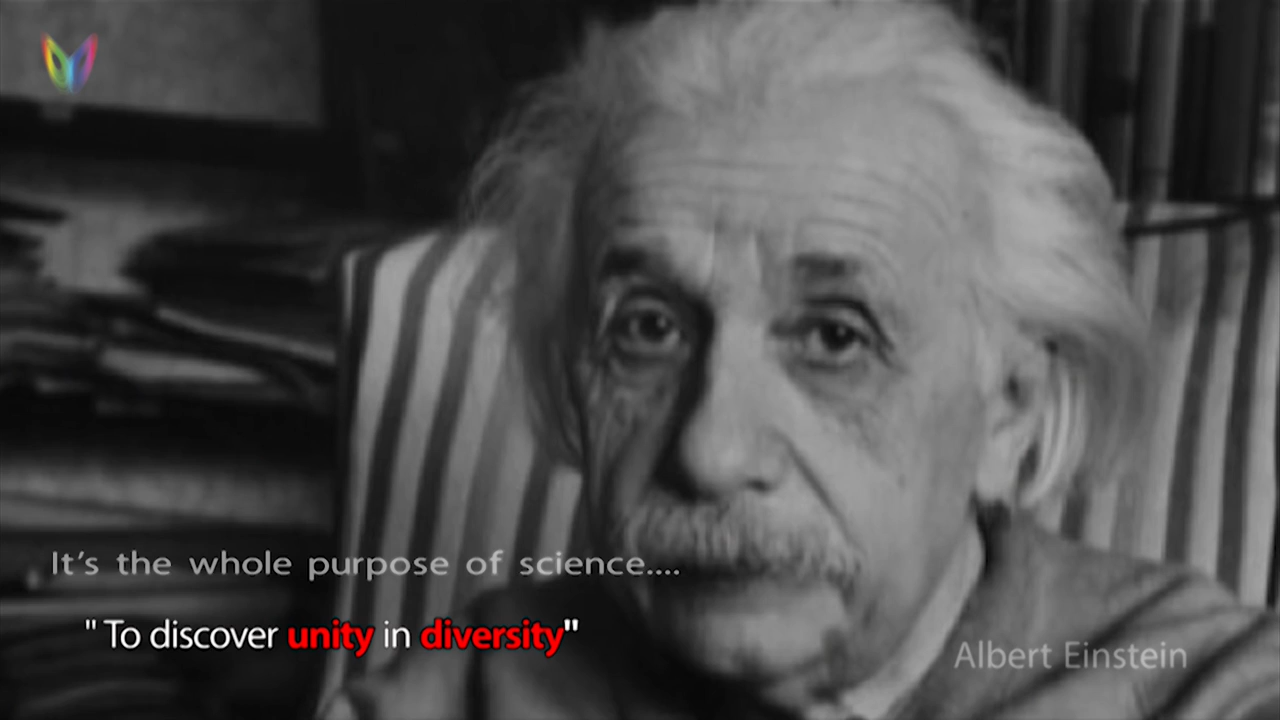 It's the whole purpose of science....
" To discover unity in diversity"
Albert Einstein